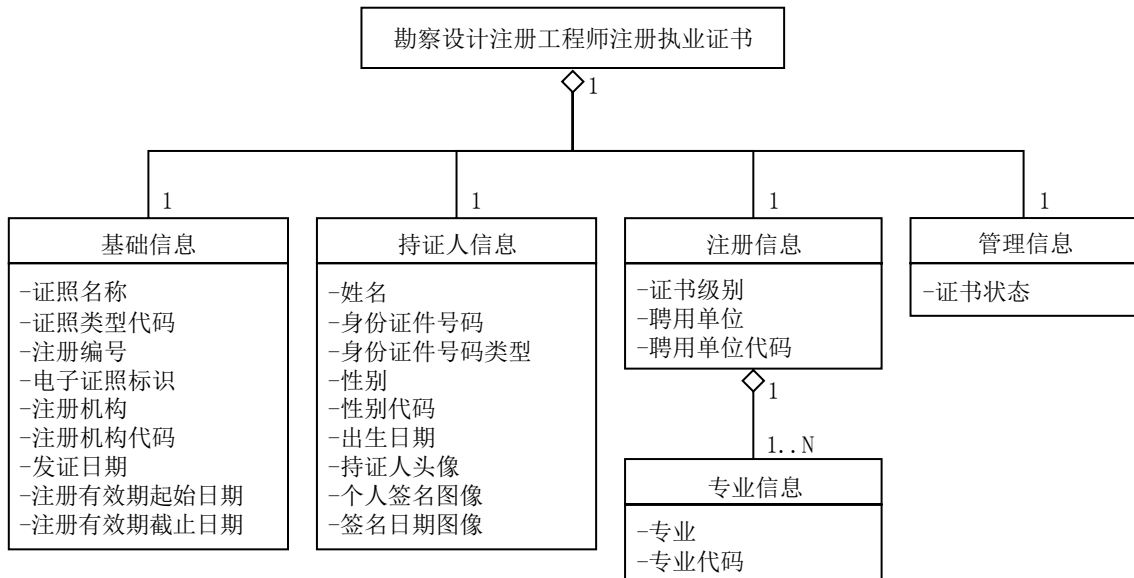 勘察设计注册工程师注册执业证书
1
1
1
1
1
基础信息
-证照名称
-证照类型代码
-注册编号
-电子证照标识
-注册机构
-注册机构代码
-发证日期
-注册有效期起始日期
-注册有效期截止日期
持证人信息
-姓名
-身份证件号码
-身份证件号码类型
-性别
-性别代码
-出生日期
-持证人头像
-个人签名图像
-签名日期图像
注册信息
-证书级别
-聘用单位
-聘用单位代码
1
1..N
专业信息
-专业
-专业代码
管理信息
-证书状态